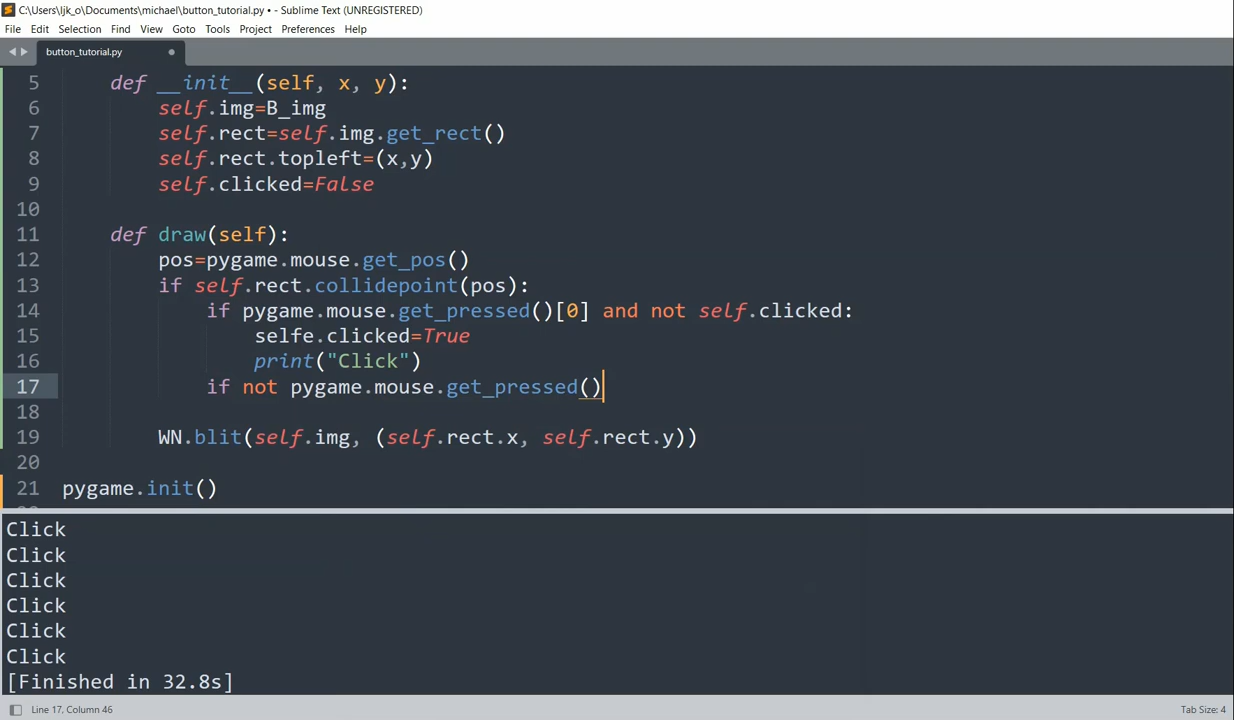 C:\Users\ljk_o\Documents\michael\button_tutorial.py • - Sublime Text (UNREGISTERED)
File Edit Selection Find View Goto Tools Project Preferences Help
button_tutorial.py
5 def __init__(self, x, y):
6 self.img=B_img
7 self.rect=self.img.get_rect()
8 self.rect.topleft=(x,y)
9 self.clicked=False
10
11 def draw(self):
12 pos=pygame.mouse.get_pos()
13 if self.rect.collidepoint(pos):
14 if pygame.mouse.get_pressed()[0] and not self.clicked:
15 selfe.clicked=True
16 print("Click")
17 if not pygame.mouse.get_pressed()
18
19 WN.blit(self.img, (self.rect.x, self.rect.y))
20
21 pygame.init()
Click
Click
Click
Click
Click
Click
[Finished in 32.8s]
Line 17, Column 46 Tab Size: 4